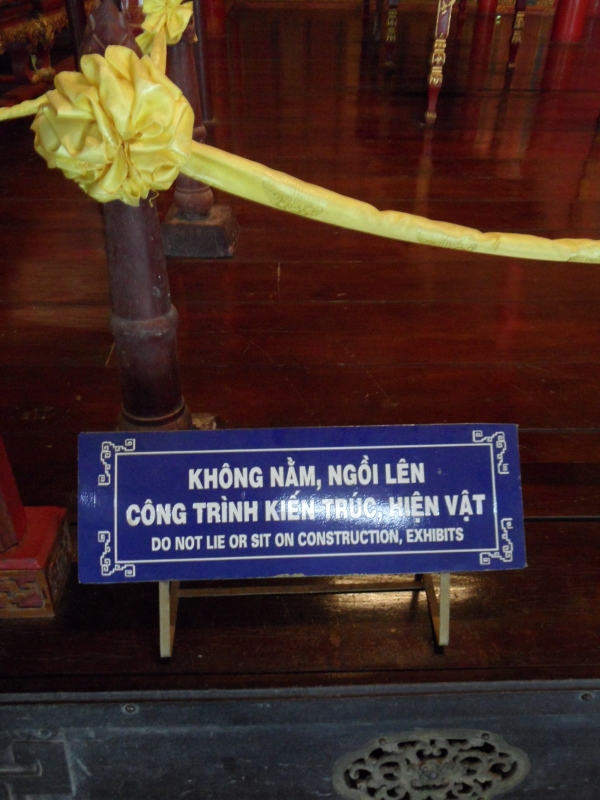 KHÔNG NẰM, NGỒI LÊN
CÔNG TRÌNH KIẾN TRÚC, HIỆN VẬT
DO NOT LIE OR SIT ON CONSTRUCTION, EXHIBITS